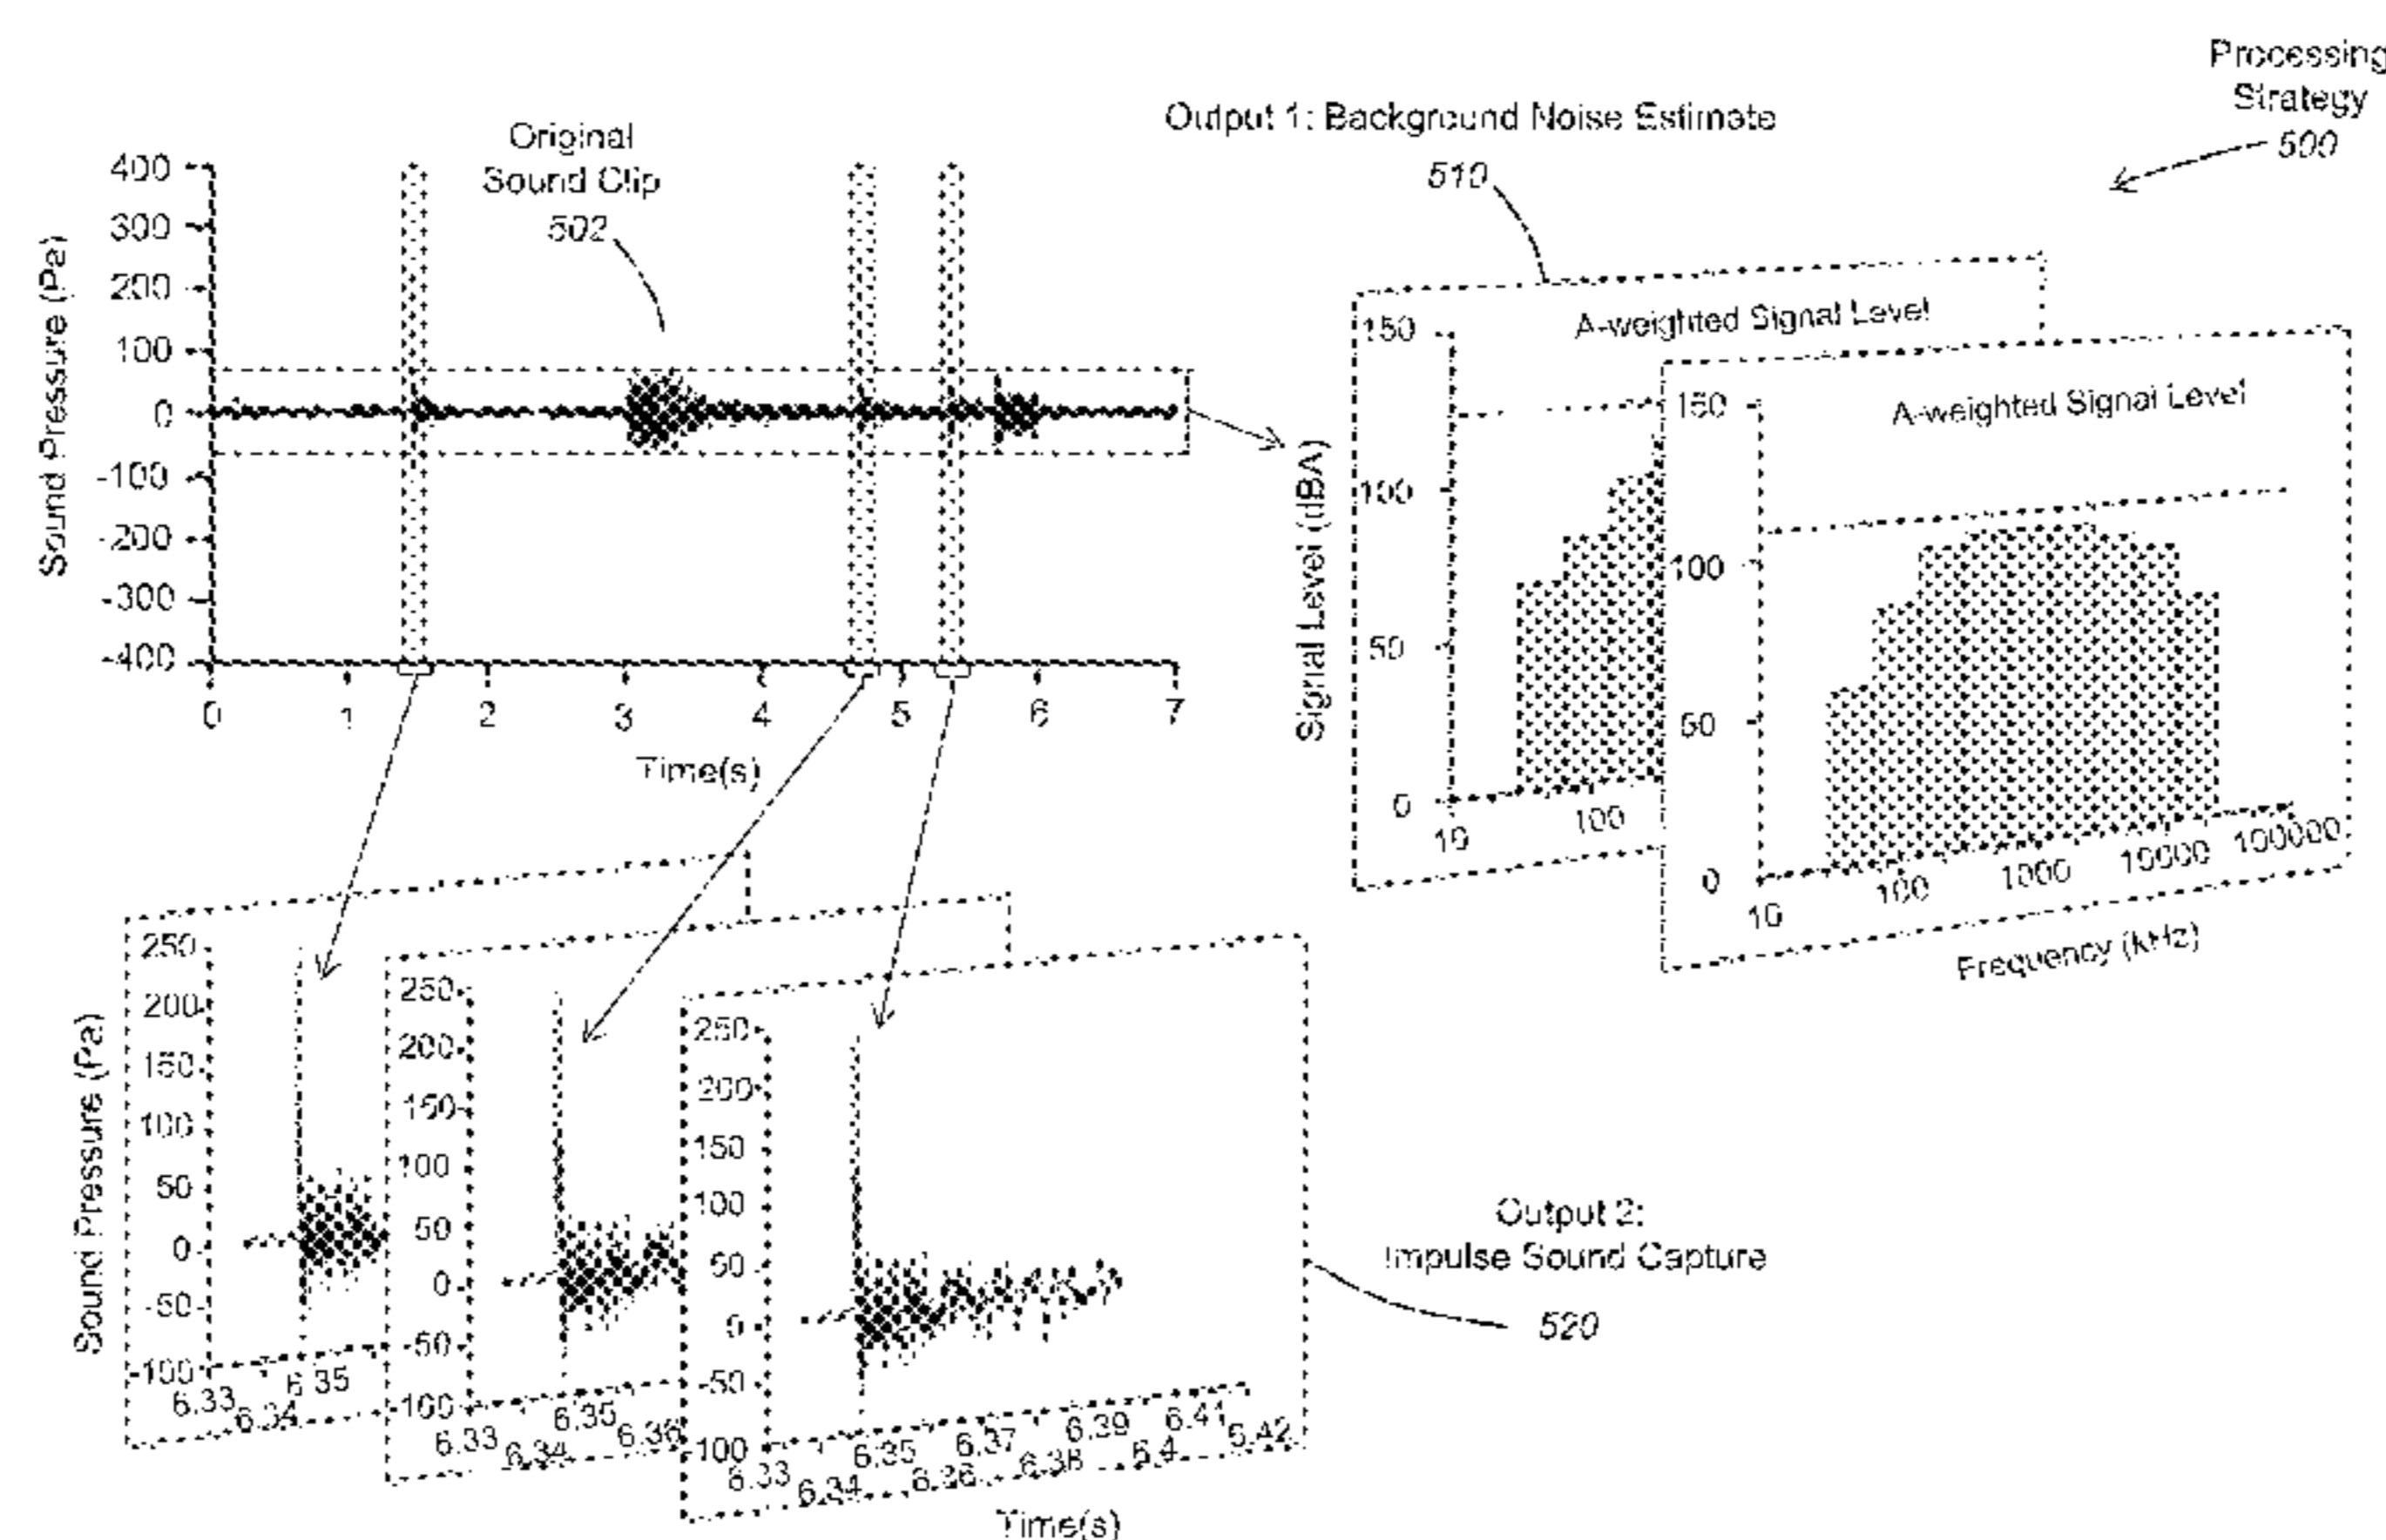 Processing
Strategy
500
Output 1: Background Noise Estimate
510
Original
Sound Clip
502
Sound Pressure (Pa)
400
300
200
100
0
-100
-200
-300
-400
0 1 2 3 4 5 6 7
Time(s)
A-weighted Signal Level
Signal Level (dBA)
150
100
50
0
10 100
A-weighted Signal Level
150
100
50
0
10 100 1000 10000 100000
Frequency (kHz)
Sound Pressure (Pa)
250
200
150
100
50
0
-50
-100
6.33 6.34 6.35
250
200
150
100
50
0
-50
-100
6.33 6.34 6.35 6.36
250
200
150
100
50
0
-50
-100
6.33 6.34 6.35 6.36 6.37 6.38 6.39 6.4 6.41 6.42
Time(s)
Output 2:
Impulse Sound Capture
520